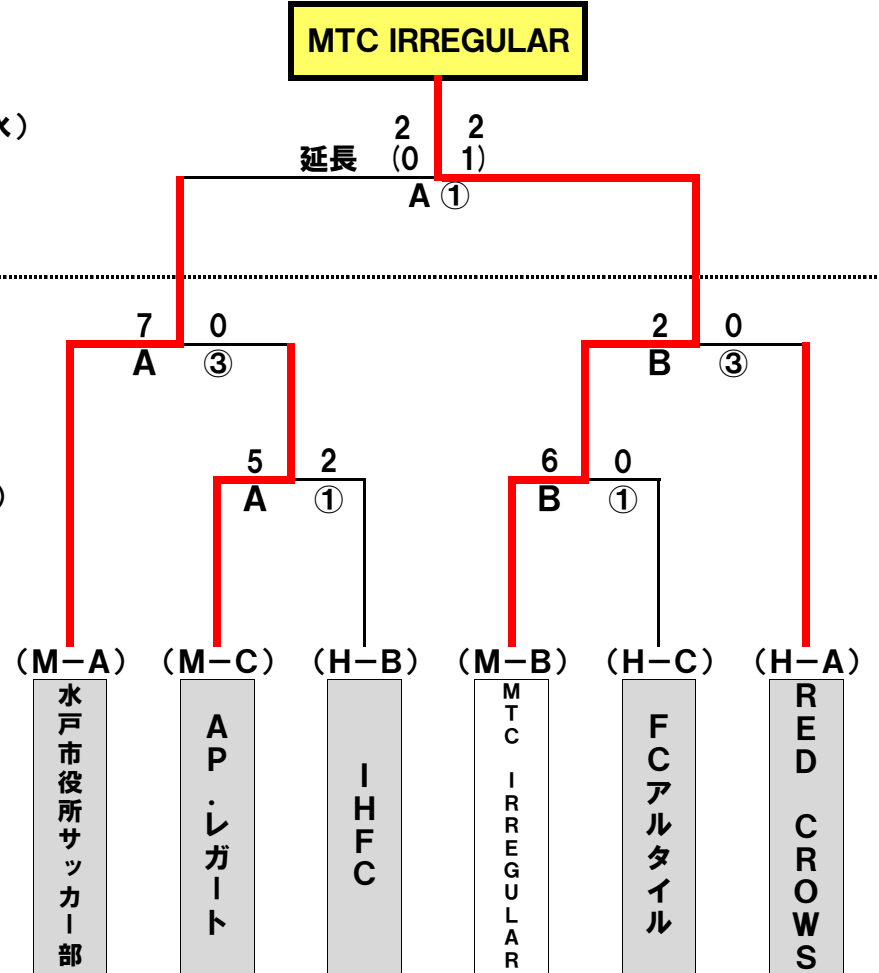 MTC IRREGULAR
2 2
延長 (0 1)
A ①
7 0
A ③
2 0
B ③
5 2
A ①
6 0
B ①
（M－A）
（M－C）
（H－B）
（M－B）
（H－C）
（H－A）
水戸市役所サッカー部
AP.レガート
IHFC
MTC IRREGULAR
FCアルタイル
RED CROWS